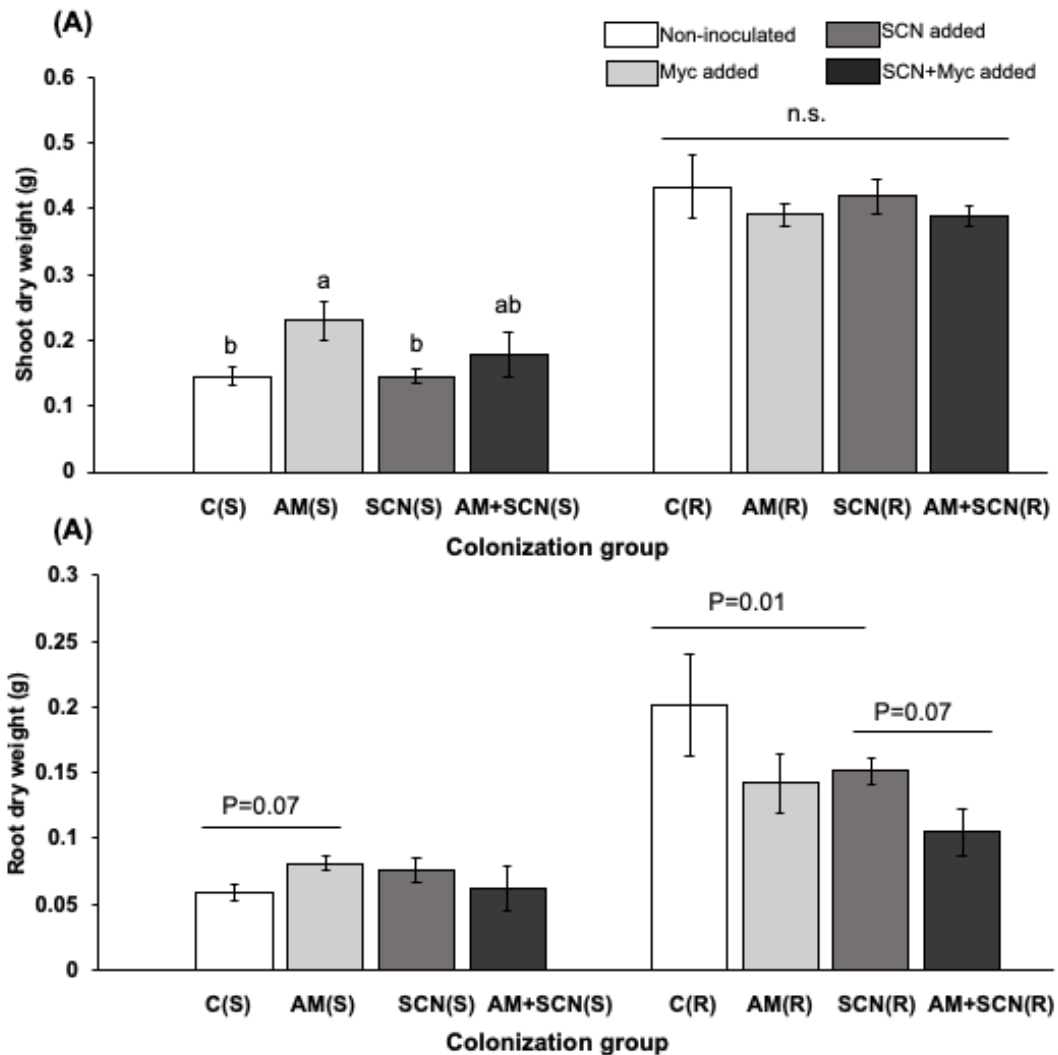 (A)
Non-inoculated
SCN added
Myc added
SCN+Myc added
Shoot dry weight (g)
0.6
0.5
0.4
0.3
0.2
0.1
0
b
a
b
ab
n.s.
C(S) AM(S) SCN(S) AM+SCN(S) C(R) AM(R) SCN(R) AM+SCN(R)
Colonization group
(A)
Root dry weight (g)
0.3
0.25
0.2
0.15
0.1
0.05
0
P=0.07
P=0.01
P=0.07
C(S) AM(S) SCN(S) AM+SCN(S) C(R) AM(R) SCN(R) AM+SCN(R)
Colonization group